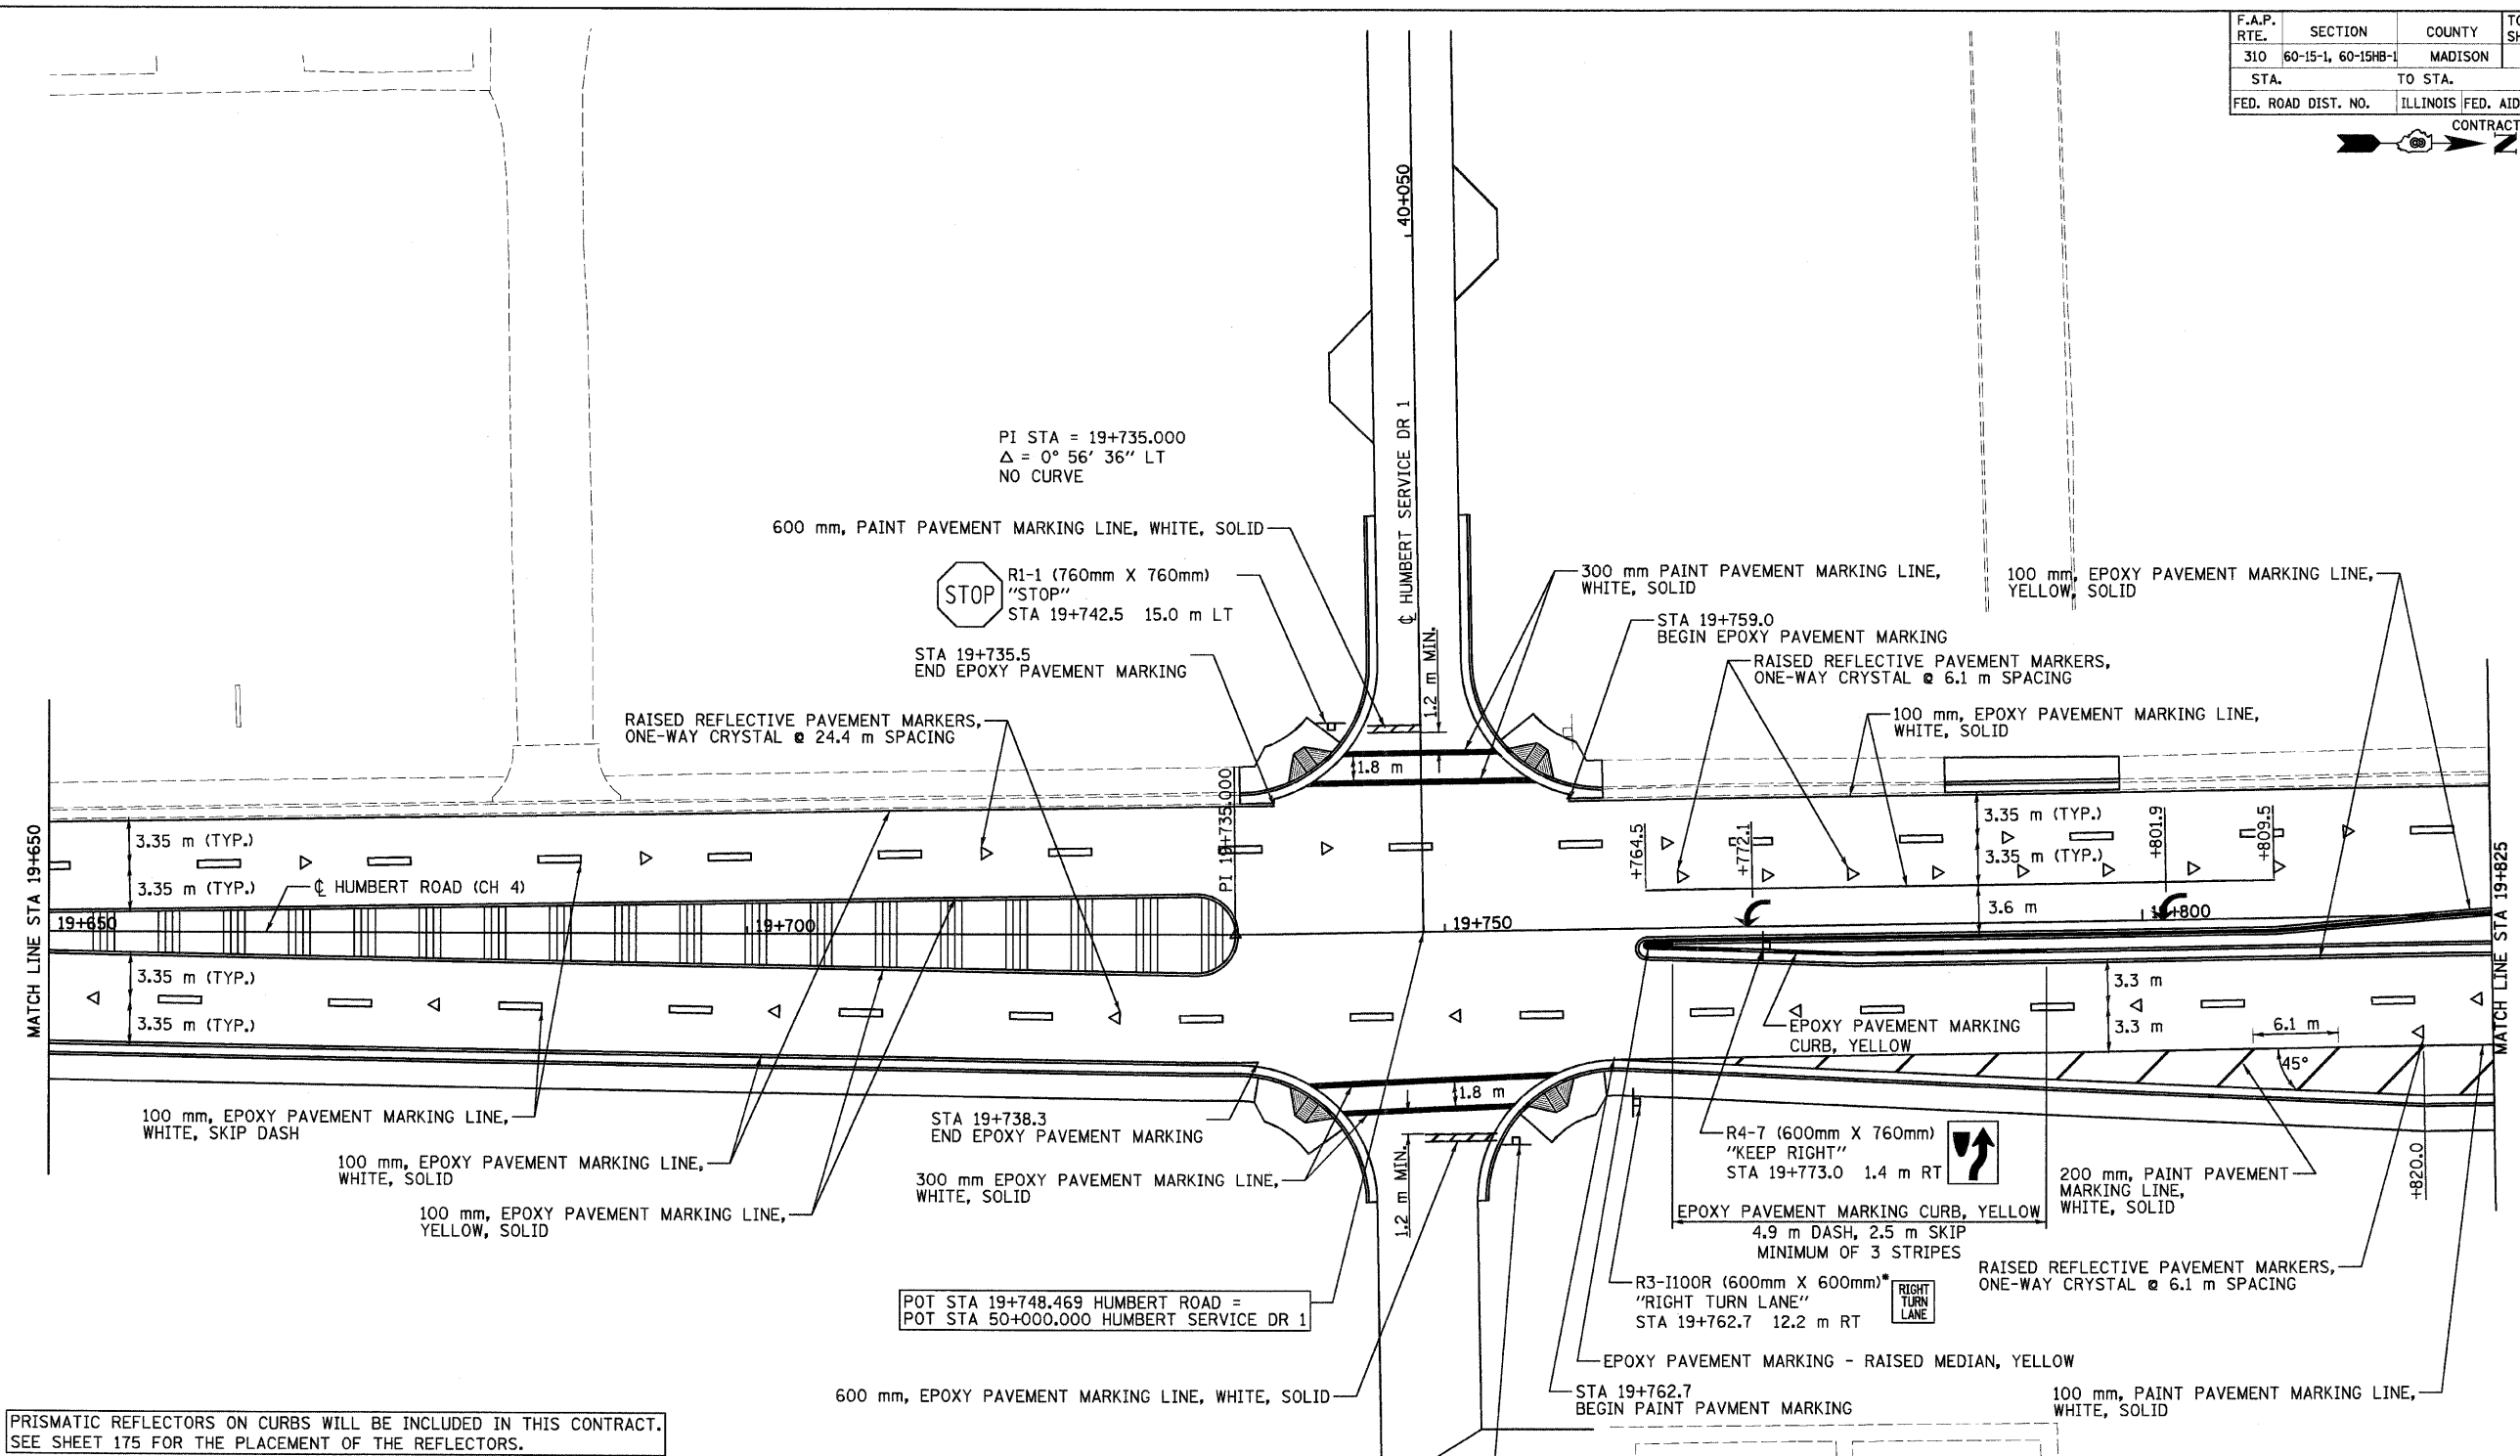 F.A.P. RTE. SECTION COUNTY
310 60-15-1, 60-15HB-1 MADISON
STA. TO STA.
FED. ROAD DIST. NO. ILLINOIS FED. AID
CONTRACT
N
40+050
℄ HUMBERT SERVICE DR 1
PI STA = 19+735.000
Δ = 0° 56' 36" LT
NO CURVE
600 mm, PAINT PAVEMENT MARKING LINE, WHITE, SOLID
STOP
R1-1 (760mm X 760mm)
"STOP"
STA 19+742.5 15.0 m LT
STA 19+735.5
END EPOXY PAVEMENT MARKING
RAISED REFLECTIVE PAVEMENT MARKERS,
ONE-WAY CRYSTAL @ 24.4 m SPACING
300 mm PAINT PAVEMENT MARKING LINE,
WHITE, SOLID
100 mm, EPOXY PAVEMENT MARKING LINE,
YELLOW, SOLID
STA 19+759.0
BEGIN EPOXY PAVEMENT MARKING
RAISED REFLECTIVE PAVEMENT MARKERS,
ONE-WAY CRYSTAL @ 6.1 m SPACING
100 mm, EPOXY PAVEMENT MARKING LINE,
WHITE, SOLID
1.2 m MIN.
1.8 m
PI 19+735.000
MATCH LINE STA 19+650
3.35 m (TYP.)
3.35 m (TYP.)
℄ HUMBERT ROAD (CH 4)
19+650
19+700
19+750
19+800
+764.5
+772.1
+801.9
+809.5
3.35 m (TYP.)
3.35 m (TYP.)
3.6 m
MATCH LINE STA 19+825
3.35 m (TYP.)
3.35 m (TYP.)
3.3 m
3.3 m
6.1 m
45°
EPOXY PAVEMENT MARKING
CURB, YELLOW
100 mm, EPOXY PAVEMENT MARKING LINE,
WHITE, SKIP DASH
100 mm, EPOXY PAVEMENT MARKING LINE,
WHITE, SOLID
100 mm, EPOXY PAVEMENT MARKING LINE,
YELLOW, SOLID
STA 19+738.3
END EPOXY PAVEMENT MARKING
300 mm EPOXY PAVEMENT MARKING LINE,
WHITE, SOLID
1.8 m
1.2 m MIN.
R4-7 (600mm X 760mm)
"KEEP RIGHT"
STA 19+773.0 1.4 m RT
EPOXY PAVEMENT MARKING CURB, YELLOW
4.9 m DASH, 2.5 m SKIP
MINIMUM OF 3 STRIPES
200 mm, PAINT PAVEMENT
MARKING LINE,
WHITE, SOLID
+820.0
RAISED REFLECTIVE PAVEMENT MARKERS,
ONE-WAY CRYSTAL @ 6.1 m SPACING
R3-I100R (600mm X 600mm)*
"RIGHT TURN LANE"
STA 19+762.7 12.2 m RT
RIGHT
TURN
LANE
POT STA 19+748.469 HUMBERT ROAD =
POT STA 50+000.000 HUMBERT SERVICE DR 1
EPOXY PAVEMENT MARKING - RAISED MEDIAN, YELLOW
600 mm, EPOXY PAVEMENT MARKING LINE, WHITE, SOLID
STA 19+762.7
BEGIN PAINT PAVMENT MARKING
100 mm, PAINT PAVEMENT MARKING LINE,
WHITE, SOLID
PRISMATIC REFLECTORS ON CURBS WILL BE INCLUDED IN THIS CONTRACT.
SEE SHEET 175 FOR THE PLACEMENT OF THE REFLECTORS.